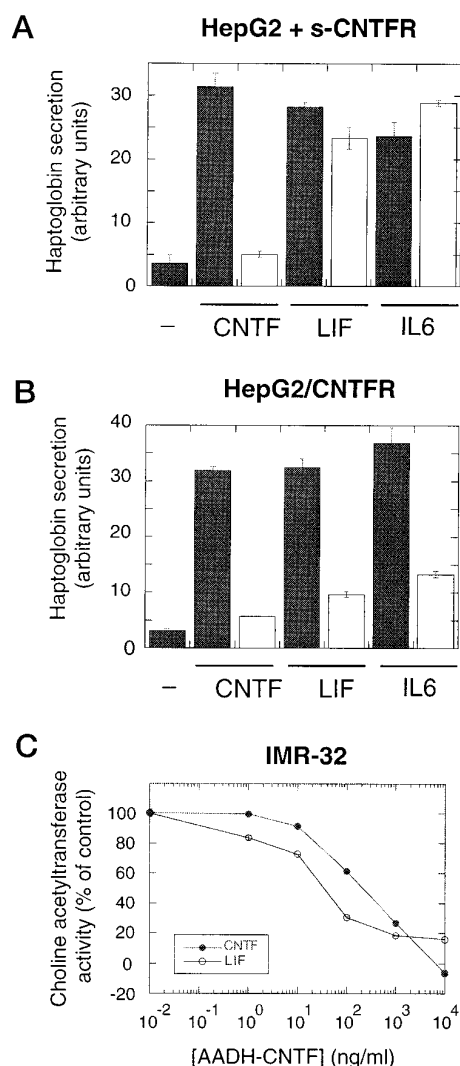 A
HepG2 + s-CNTFR
Haptoglobin secretion
(arbitrary units)
30
20
10
0
– CNTF LIF IL6
B
HepG2/CNTFR
Haptoglobin secretion
(arbitrary units)
40
30
20
10
0
– CNTF LIF IL6
C
IMR-32
Choline acetyltransferase
activity (% of control)
100
80
60
40
20
0
-20
CNTF
LIF
10⁻² 10⁻¹ 10⁰ 10¹ 10² 10³ 10⁴
[AADH-CNTF] (ng/ml)